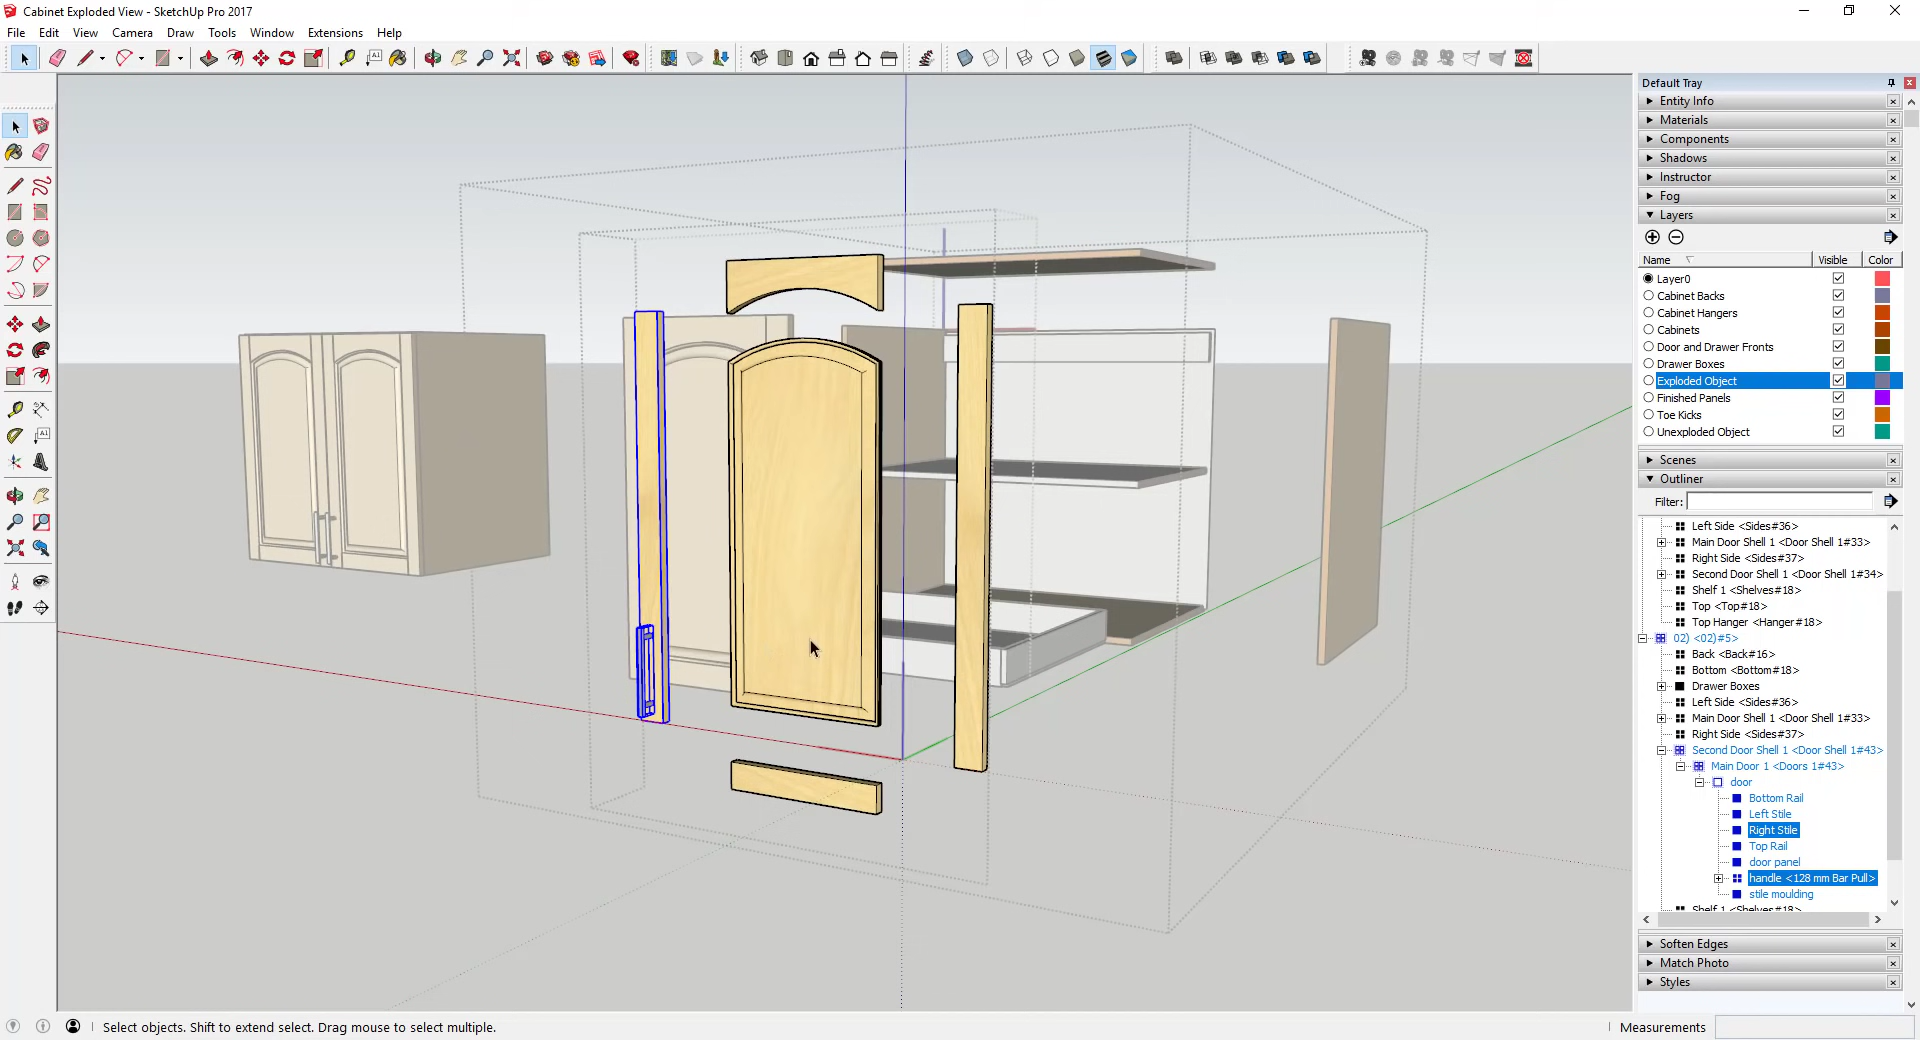 Cabinet Exploded View - SketchUp Pro 2017
File Edit View Camera Draw Tools Window Extensions Help
Default Tray
Entity Info
Materials
Components
Shadows
Instructor
Fog
Layers
Name Visible Color
Layer0
Cabinet Backs
Cabinet Hangers
Cabinets
Door and Drawer Fronts
Drawer Boxes
Exploded Object
Finished Panels
Toe Kicks
Unexploded Object
Scenes
Outliner
Filter:
Left Side <Sides#36>
Main Door Shell 1 <Door Shell 1#33>
Right Side <Sides#37>
Second Door Shell 1 <Door Shell 1#34>
Shelf 1 <Shelves#18>
Top <Top#18>
Top Hanger <Hanger#18>
02) <02)#5>
Back <Back#16>
Bottom <Bottom#18>
Drawer Boxes
Left Side <Sides#36>
Main Door Shell 1 <Door Shell 1#33>
Right Side <Sides#37>
Second Door Shell 1 <Door Shell 1#43>
Main Door 1 <Doors 1#43>
door
Bottom Rail
Left Stile
Right Stile
Top Rail
door panel
handle <128 mm Bar Pull>
stile moulding
Shelf 1 <Shelves#18>
Soften Edges
Match Photo
Styles
Select objects. Shift to extend select. Drag mouse to select multiple.
Measurements